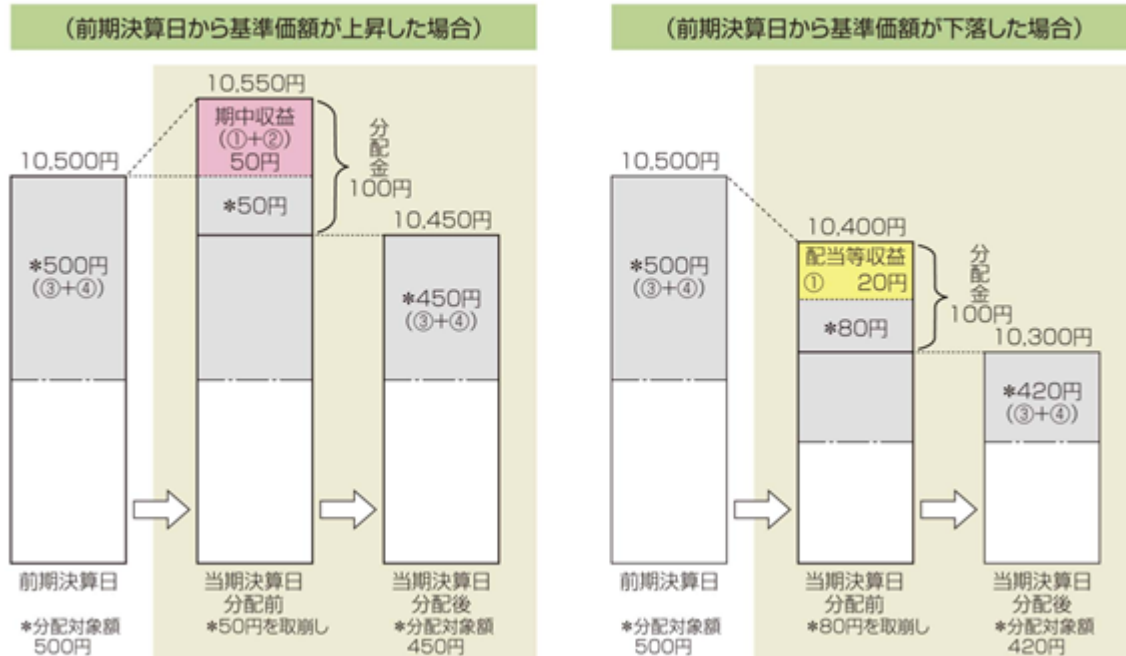 (前期決算日から基準価額が上昇した場合)
10,550円
期中収益
(①+②)
50円
*50円
分配金
100円
10,500円
*500円
(③+④)
10,450円
*450円
(③+④)
前期決算日
*分配対象額
500円
当期決算日
分配前
*50円を取崩し
当期決算日
分配後
*分配対象額
450円
(前期決算日から基準価額が下落した場合)
10,500円
*500円
(③+④)
10,400円
配当等収益
① 20円
*80円
分配金
100円
10,300円
*420円
(③+④)
前期決算日
*分配対象額
500円
当期決算日
分配前
*80円を取崩し
当期決算日
分配後
*分配対象額
420円